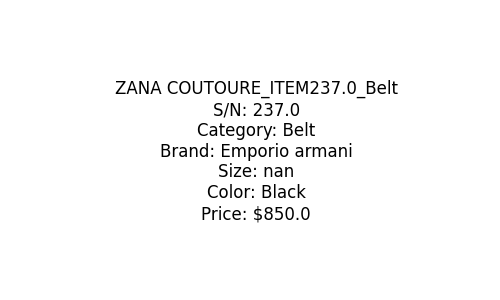 ZANA COUTOURE_ITEM237.0_Belt
S/N: 237.0
Category: Belt
Brand: Emporio armani
Size: nan
Color: Black
Price: $850.0